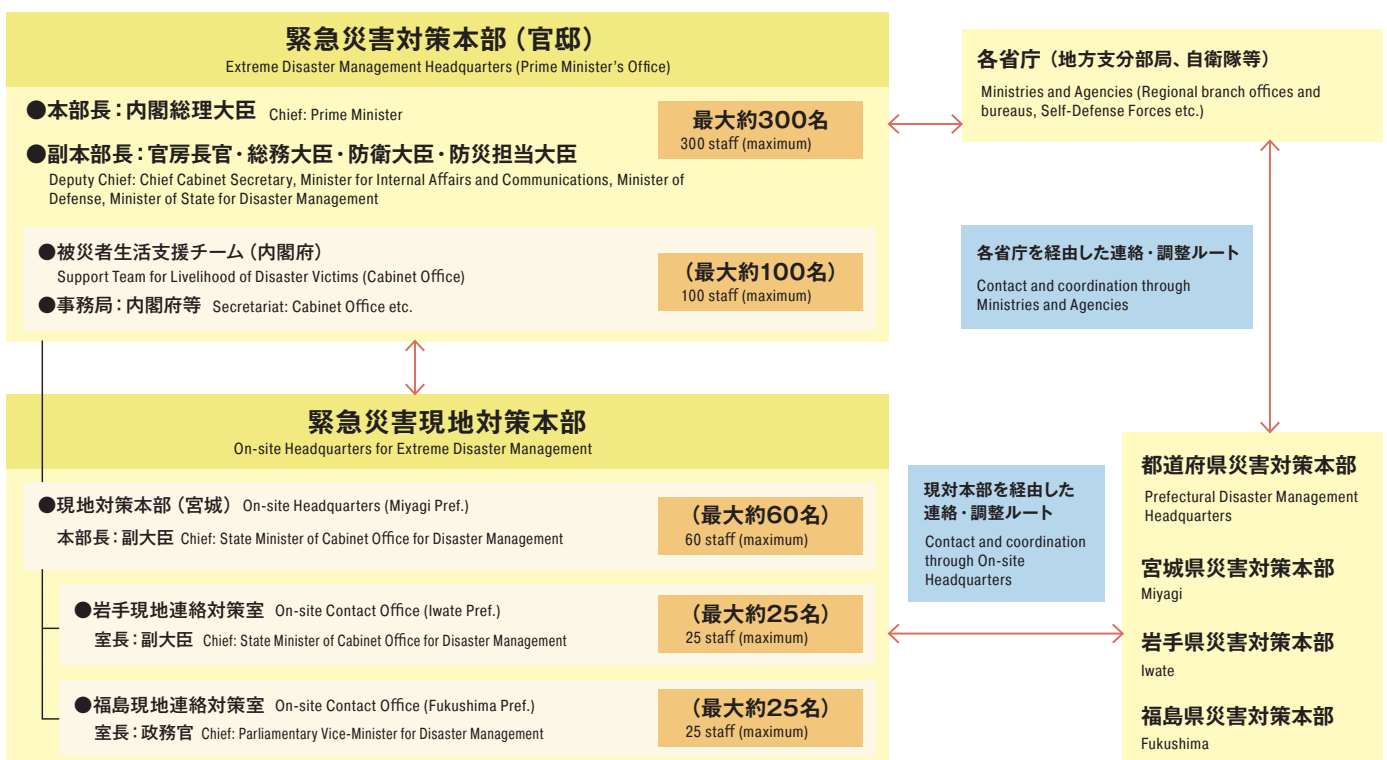 緊急災害対策本部（官邸）
Extreme Disaster Management Headquarters (Prime Minister's Office)
●本部長：内閣総理大臣 Chief: Prime Minister
最大約300名
300 staff (maximum)
●副本部長：官房長官・総務大臣・防衛大臣・防災担当大臣
Deputy Chief: Chief Cabinet Secretary, Minister for Internal Affairs and Communications, Minister of
Defense, Minister of State for Disaster Management
●被災者生活支援チーム（内閣府）
Support Team for Livelihood of Disaster Victims (Cabinet Office)
●事務局：内閣府等 Secretariat: Cabinet Office etc.
（最大約100名）
100 staff (maximum)
各省庁（地方支分部局、自衛隊等）
Ministries and Agencies (Regional branch offices and
bureaus, Self-Defense Forces etc.)
各省庁を経由した連絡・調整ルート
Contact and coordination through
Ministries and Agencies
緊急災害現地対策本部
On-site Headquarters for Extreme Disaster Management
●現地対策本部（宮城） On-site Headquarters (Miyagi Pref.)
本部長：副大臣 Chief: State Minister of Cabinet Office for Disaster Management
（最大約60名）
60 staff (maximum)
●岩手現地連絡対策室 On-site Contact Office (Iwate Pref.)
室長：副大臣 Chief: State Minister of Cabinet Office for Disaster Management
（最大約25名）
25 staff (maximum)
●福島現地連絡対策室 On-site Contact Office (Fukushima Pref.)
室長：政務官 Chief: Parliamentary Vice-Minister for Disaster Management
（最大約25名）
25 staff (maximum)
現対本部を経由した
連絡・調整ルート
Contact and coordination
through On-site
Headquarters
都道府県災害対策本部
Prefectural Disaster Management
Headquarters
宮城県災害対策本部
Miyagi
岩手県災害対策本部
Iwate
福島県災害対策本部
Fukushima